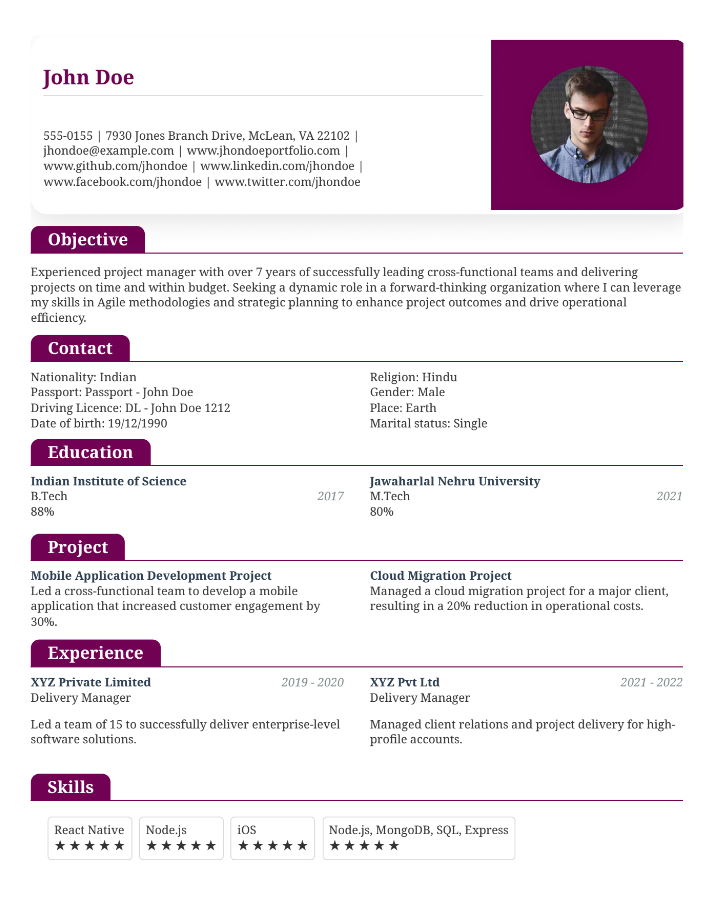 John Doe
555-0155 | 7930 Jones Branch Drive, McLean, VA 22102 |
jhondoe@example.com | www.jhondoeportfolio.com |
www.github.com/jhondoe | www.linkedin.com/jhondoe |
www.facebook.com/jhondoe | www.twitter.com/jhondoe
Objective
Experienced project manager with over 7 years of successfully leading cross-functional teams and delivering
projects on time and within budget. Seeking a dynamic role in a forward-thinking organization where I can leverage
my skills in Agile methodologies and strategic planning to enhance project outcomes and drive operational
efficiency.
Contact
Nationality: Indian
Passport: Passport - John Doe
Driving Licence: DL - John Doe 1212
Date of birth: 19/12/1990
Religion: Hindu
Gender: Male
Place: Earth
Marital status: Single
Education
Indian Institute of Science
B.Tech 2017
88%
Jawaharlal Nehru University
M.Tech 2021
80%
Project
Mobile Application Development Project
Led a cross-functional team to develop a mobile
application that increased customer engagement by
30%.
Cloud Migration Project
Managed a cloud migration project for a major client,
resulting in a 20% reduction in operational costs.
Experience
XYZ Private Limited 2019 - 2020
Delivery Manager
Led a team of 15 to successfully deliver enterprise-level
software solutions.
XYZ Pvt Ltd 2021 - 2022
Delivery Manager
Managed client relations and project delivery for high-
profile accounts.
Skills
React Native
★ ★ ★ ★ ★
Node.js
★ ★ ★ ★ ★
iOS
★ ★ ★ ★ ★
Node.js, MongoDB, SQL, Express
★ ★ ★ ★ ★